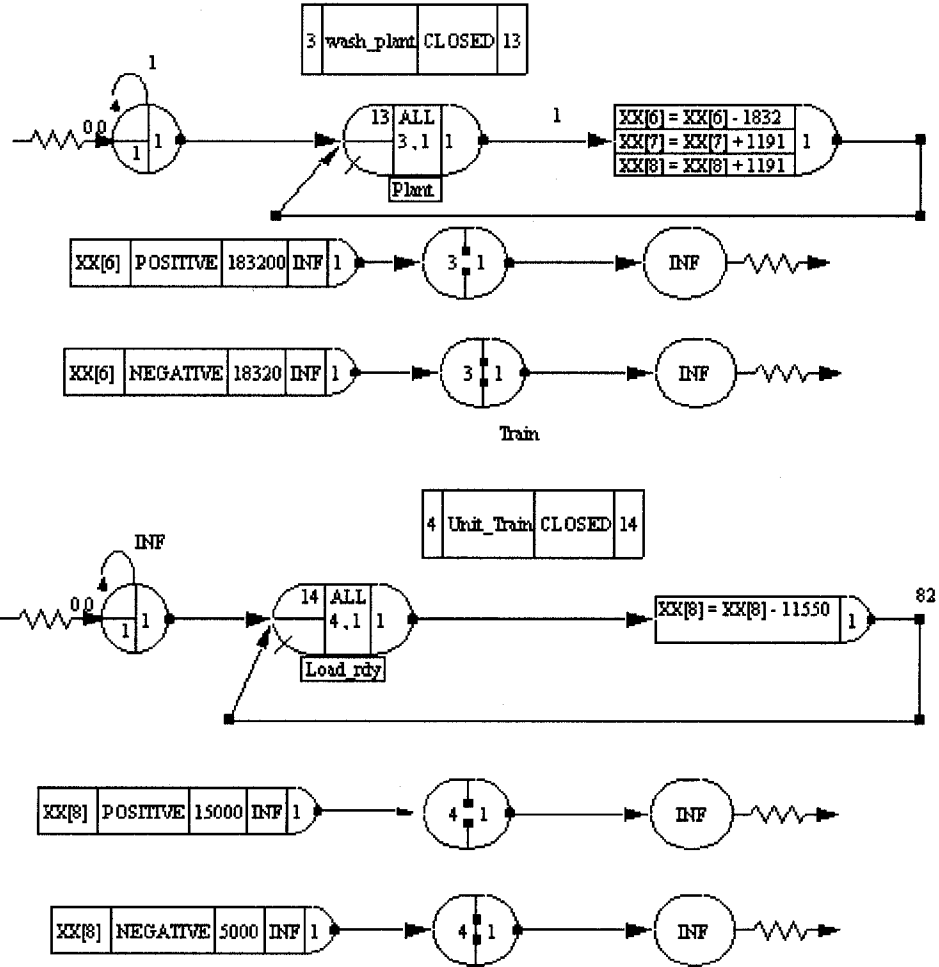 3 wash_plant CLOSED 13
1
0.0 4 1 1
13 ALL 3,1 1
Plant
1
XX[6] = XX[6] - 1832
XX[7] = XX[7] + 1191
XX[8] = XX[8] + 1191
1
XX[6] POSITIVE 183200 INF 1 3 1 INF
XX[6] NEGATIVE 18320 INF 1 3 1 INF
Train
4 Unit_Train CLOSED 14
INF
0.0 4 1 1
14 ALL 4,1 1
Load_rdy
XX[8] = XX[8] - 11550 1
82
XX[8] POSITIVE 15000 INF 1 4 1 INF
XX[8] NEGATIVE 5000 INF 1 4 1 INF